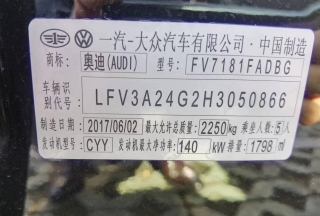 一汽-大众汽车有限公司·中国制造
商标: 奥迪(AUDI) 型号: FV7181FADBG
车辆识别代号: LFV3A24G2H3050866
制造日期: 2017/06/02 最大允许总质量: 2250kg 乘坐人数: 5人
发动机型号: CYY 发动机最大净功率: 140 kW 排量: 1798 ml